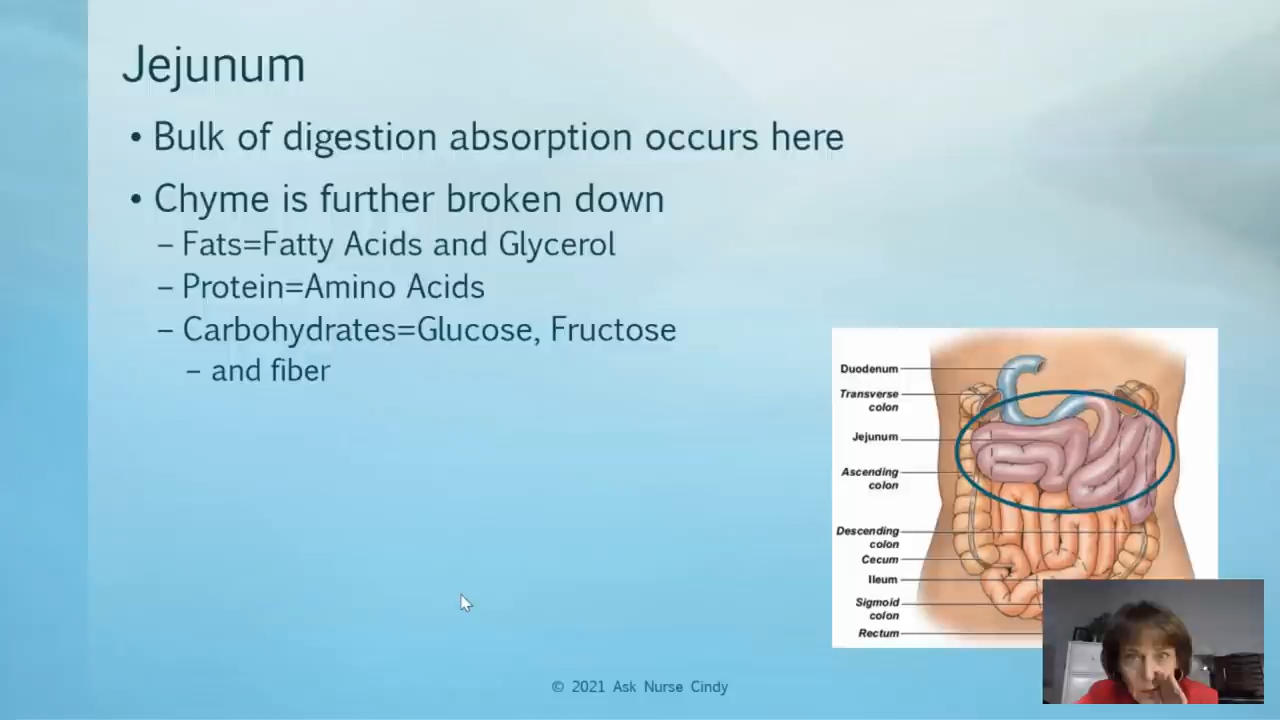 Jejunum
• Bulk of digestion absorption occurs here
• Chyme is further broken down
– Fats=Fatty Acids and Glycerol
– Protein=Amino Acids
– Carbohydrates=Glucose, Fructose
– and fiber
Duodenum
Transverse
colon
Jejunum
Ascending
colon
Descending
colon
Cecum
Ileum
Sigmoid
colon
Rectum
© 2021 Ask Nurse Cindy